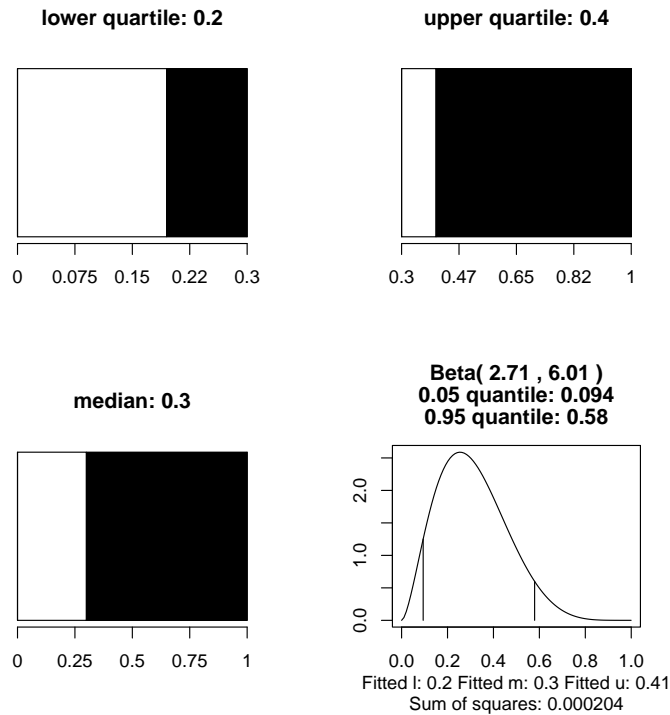 lower quartile: 0.2
0 0.075 0.15 0.22 0.3
upper quartile: 0.4
0.3 0.47 0.65 0.82 1
median: 0.3
0 0.25 0.5 0.75 1
Beta( 2.71 , 6.01 )
0.05 quantile: 0.094
0.95 quantile: 0.58
2.0
1.0
0.0
0.0 0.2 0.4 0.6 0.8 1.0
Fitted l: 0.2 Fitted m: 0.3 Fitted u: 0.41
Sum of squares: 0.000204